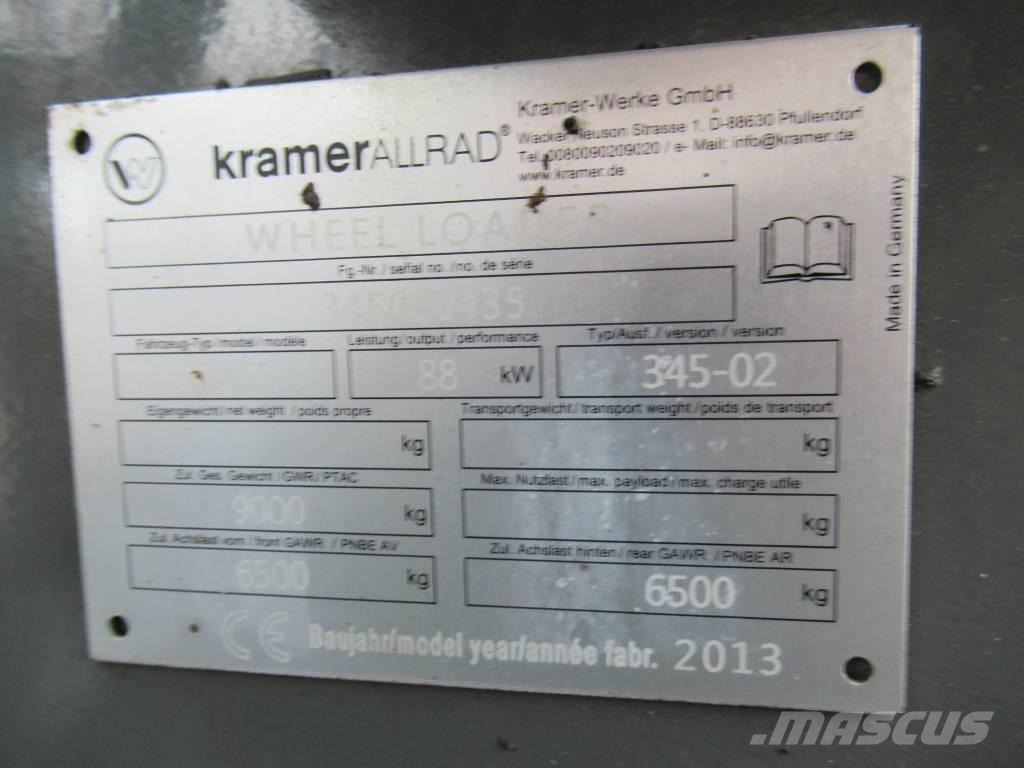 kramerALLRAD®
Kramer-Werke GmbH
Wacker Neuson Strasse 1, D-88630 Pfullendorf
Tel. 0080090209020 / e- Mail: info@kramer.de
www.kramer.de
WHEEL LOADER
Fg.-Nr. / serial no. / no. de série
Made in Germany
Fahrzeug-Typ / model / modèle
Leistung / output / performance
Typ/Ausf. / version / version
88 kW
345-02
Eigengewicht / net weight / poids propre
Transportgewicht / transport weight / poids de transport
kg
kg
Zul. Ges. Gewicht / GWR / PTAC
Max. Nutzlast / max. payload / max. charge utile
9000 kg
kg
Zul. Achslast vorn / front GAWR. / PNBE AV
Zul. Achslast hinten / rear GAWR. / PNBE AR
6500 kg
6500 kg
CE Baujahr/model year/année fabr. 2013
MASCUS